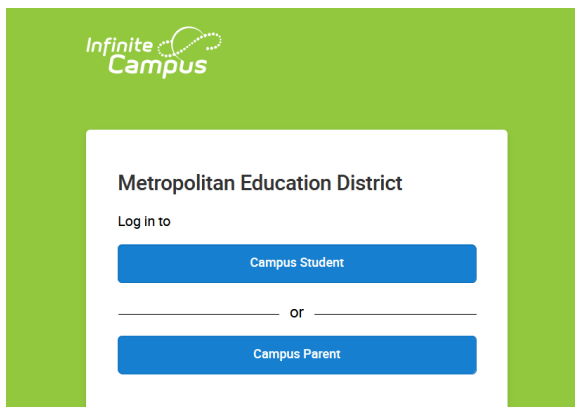 Infinite
Campus
Metropolitan Education District
Log in to
Campus Student
or
Campus Parent